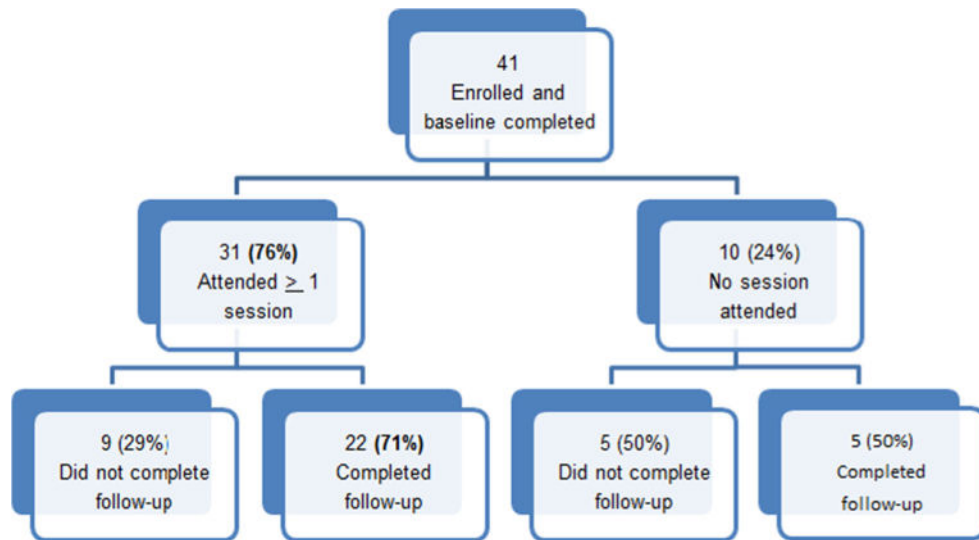 41
Enrolled and
baseline completed
31 (76%)
Attended > 1
session
10 (24%)
No session
attended
9 (29%)
Did not complete
follow-up
22 (71%)
Completed
follow-up
5 (50%)
Did not complete
follow-up
5 (50%)
Completed
follow-up